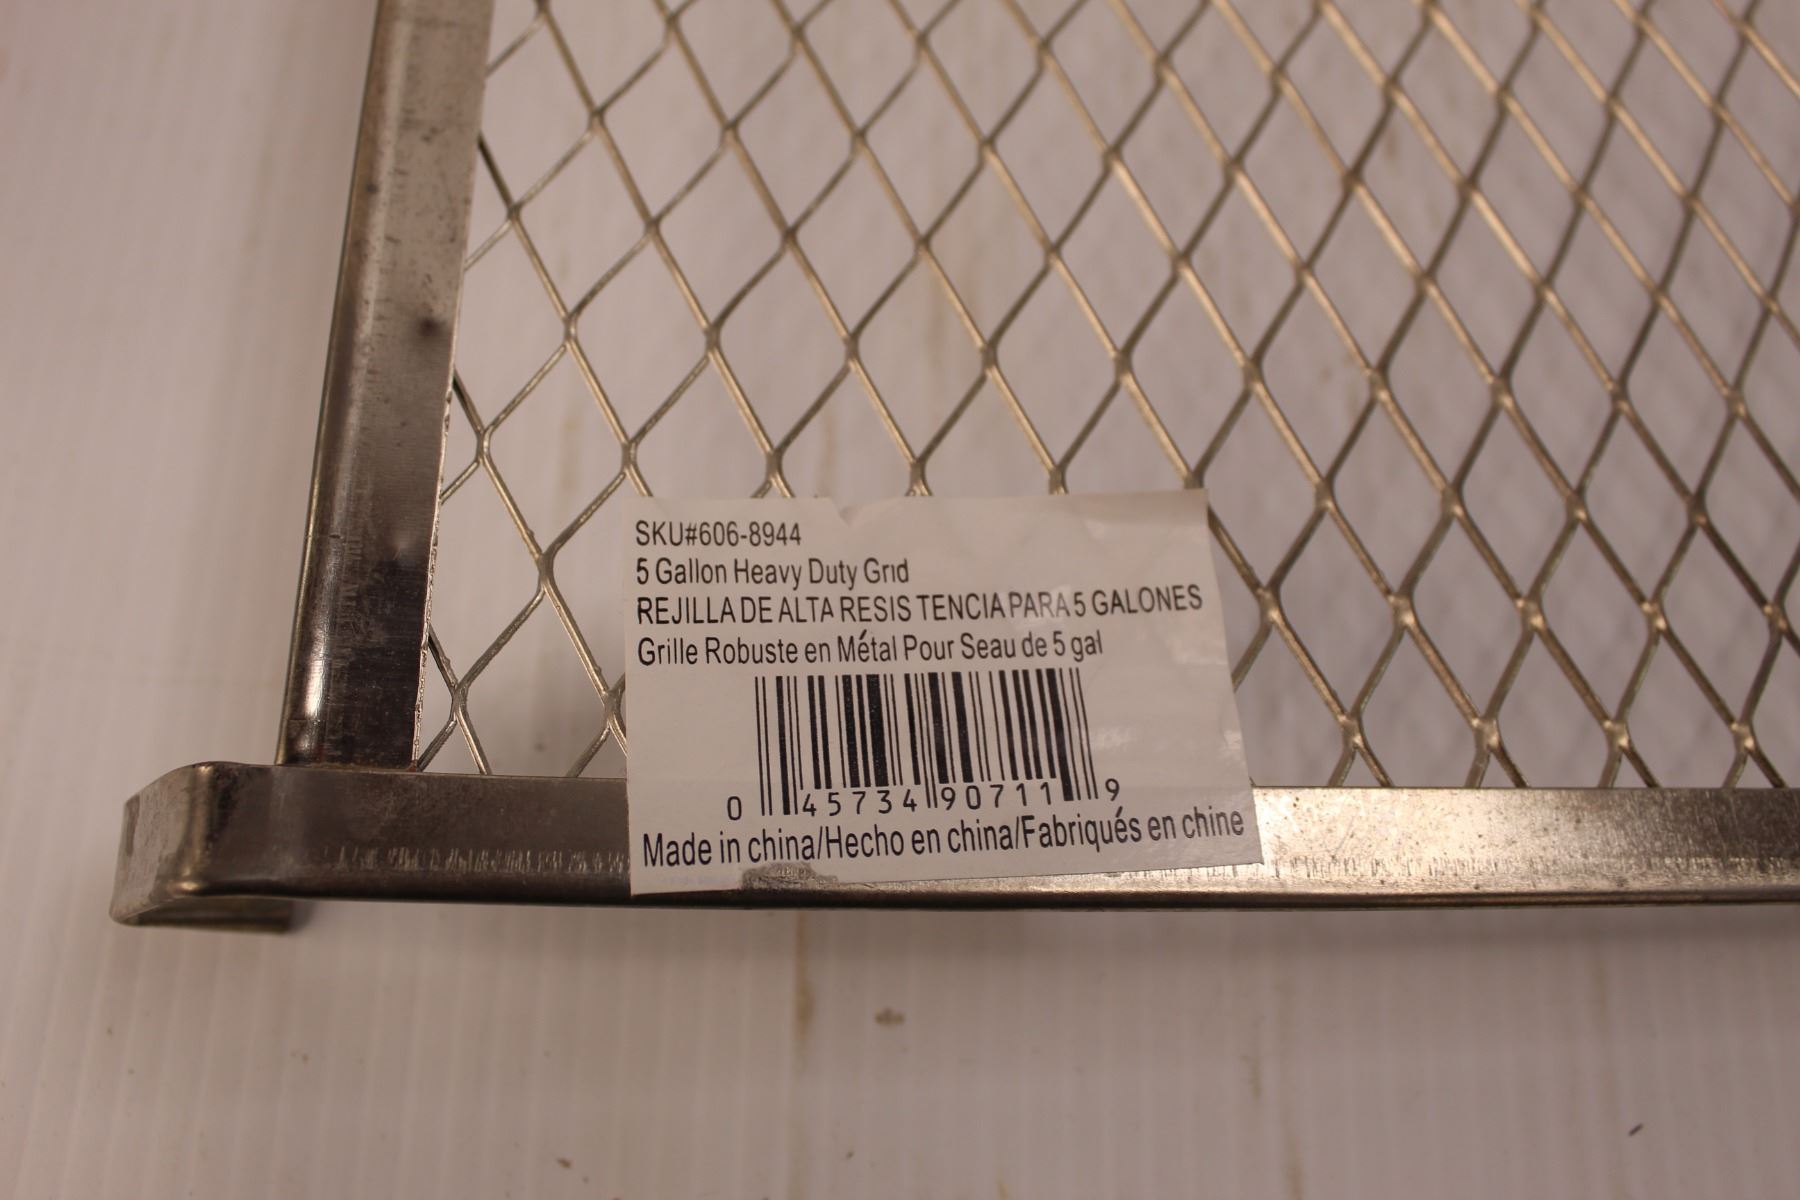 SKU#606-8944
5 Gallon Heavy Duty Grid
REJILLA DE ALTA RESIS TENCIA PARA 5 GALONES
Grille Robuste en Métal Pour Seau de 5 gal
0 45734 90711 9
Made in china/Hecho en china/Fabriqués en chine